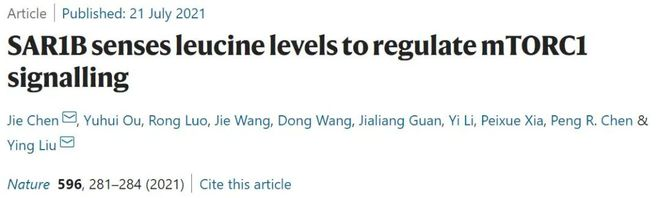 Article | Published: 21 July 2021
SAR1B senses leucine levels to regulate mTORC1
signalling
Jie Chen, Yuhui Ou, Rong Luo, Jie Wang, Dong Wang, Jialiang Guan, Yi Li, Peixue Xia, Peng R. Chen &
Ying Liu
Nature 596, 281–284 (2021) | Cite this article